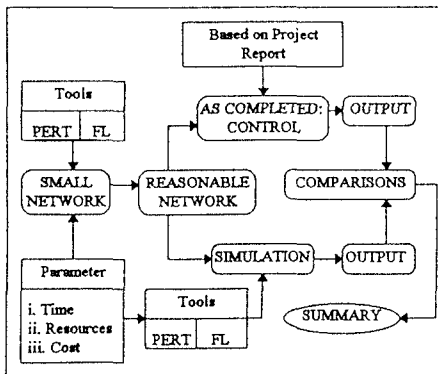 Based on Project
Report
Tools
PERT FL
AS COMPLETED:
CONTROL
OUTPUT
SMALL
NETWORK
REASONABLE
NETWORK
COMPARISONS
SIMULATION
OUTPUT
Parameter
i. Time
ii. Resources
iii. Cost
Tools
PERT FL
SUMMARY